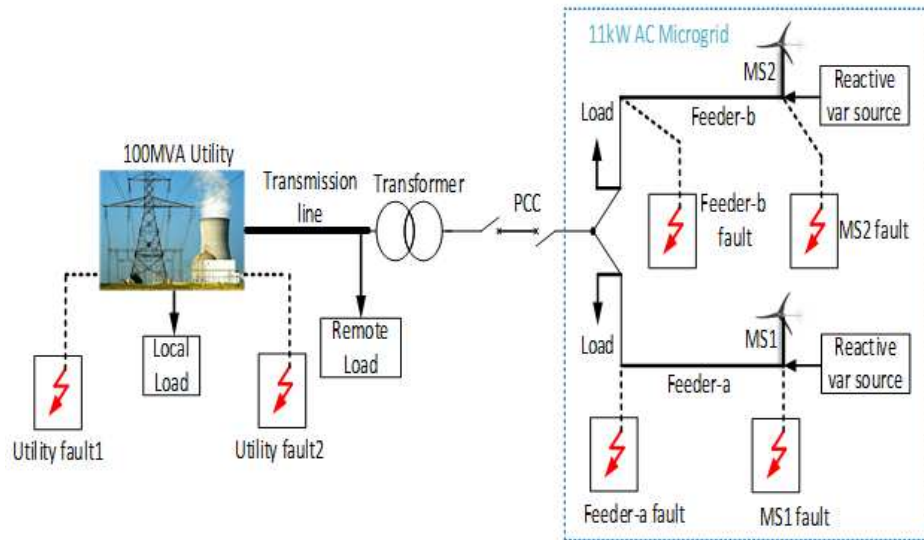 11kW AC Microgrid
MS2
Reactive
var source
Load
Feeder-b
100MVA Utility
Transmission
line
Transformer
PCC
Feeder-b
fault
MS2 fault
Local
Load
Remote
Load
Load
MS1
Reactive
var source
Feeder-a
Utility fault1
Utility fault2
Feeder-a fault
MS1 fault